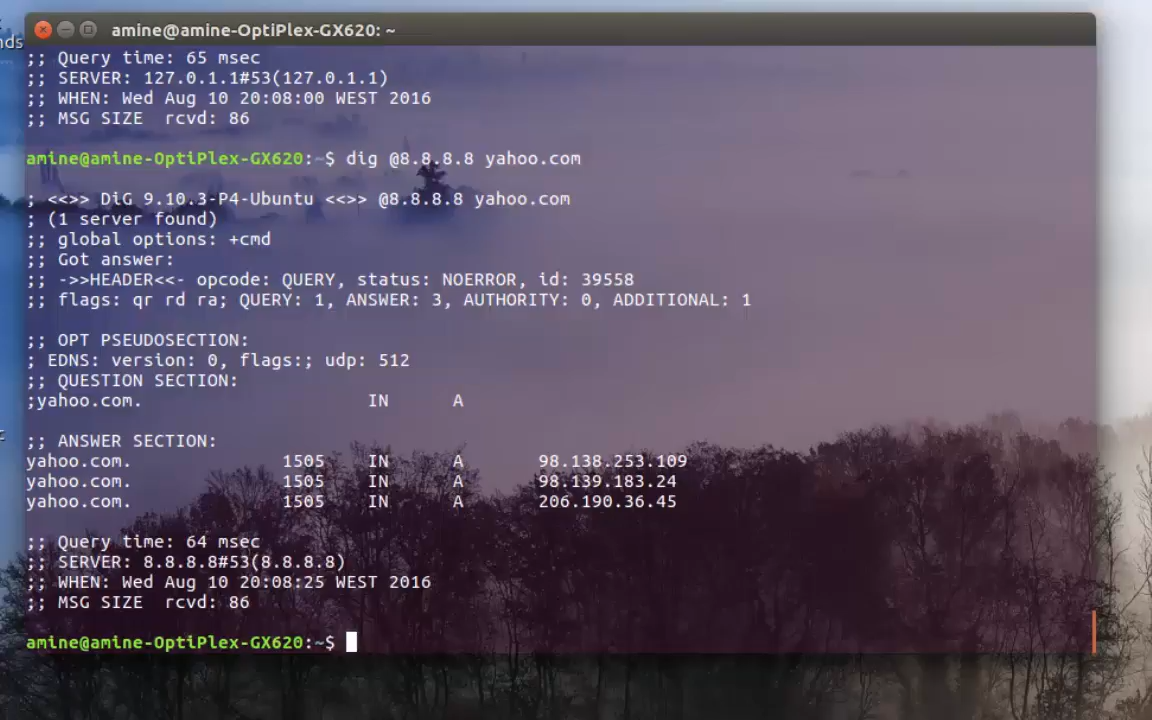 amine@amine-OptiPlex-GX620: ~
nds
;; Query time: 65 msec
;; SERVER: 127.0.1.1#53(127.0.1.1)
;; WHEN: Wed Aug 10 20:08:00 WEST 2016
;; MSG SIZE  rcvd: 86
amine@amine-OptiPlex-GX620:~$ dig @8.8.8.8 yahoo.com
; <<>> DiG 9.10.3-P4-Ubuntu <<>> @8.8.8.8 yahoo.com
; (1 server found)
;; global options: +cmd
;; Got answer:
;; ->>HEADER<<- opcode: QUERY, status: NOERROR, id: 39558
;; flags: qr rd ra; QUERY: 1, ANSWER: 3, AUTHORITY: 0, ADDITIONAL: 1
;; OPT PSEUDOSECTION:
; EDNS: version: 0, flags:; udp: 512
;; QUESTION SECTION:
;yahoo.com. IN A
;; ANSWER SECTION:
yahoo.com. 1505 IN A 98.138.253.109
yahoo.com. 1505 IN A 98.139.183.24
yahoo.com. 1505 IN A 206.190.36.45
;; Query time: 64 msec
;; SERVER: 8.8.8.8#53(8.8.8.8)
;; WHEN: Wed Aug 10 20:08:25 WEST 2016
;; MSG SIZE  rcvd: 86
amine@amine-OptiPlex-GX620:~$